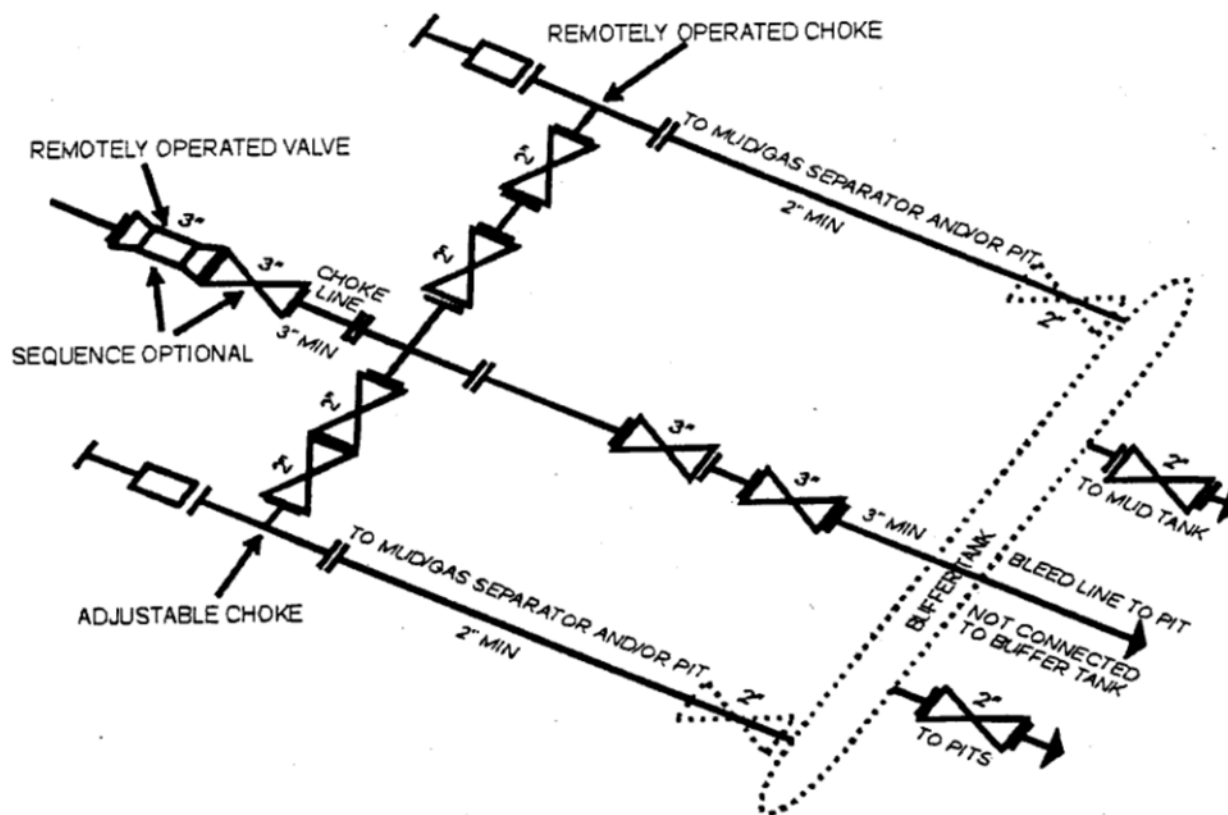 REMOTELY OPERATED CHOKE
REMOTELY OPERATED VALVE
3"
3"
SEQUENCE OPTIONAL
CHOKE
LINE
3" MIN
2"
2"
2"
2"
TO MUD/GAS SEPARATOR AND/OR PIT
2" MIN
2"
3"
3"
3" MIN
ADJUSTABLE CHOKE
TO MUD/GAS SEPARATOR AND/OR PIT
2" MIN
2"
BUFFER TANK
2"
TO MUD TANK
BLEED LINE TO PIT
NOT CONNECTED
TO BUFFER TANK
2"
TO PITS